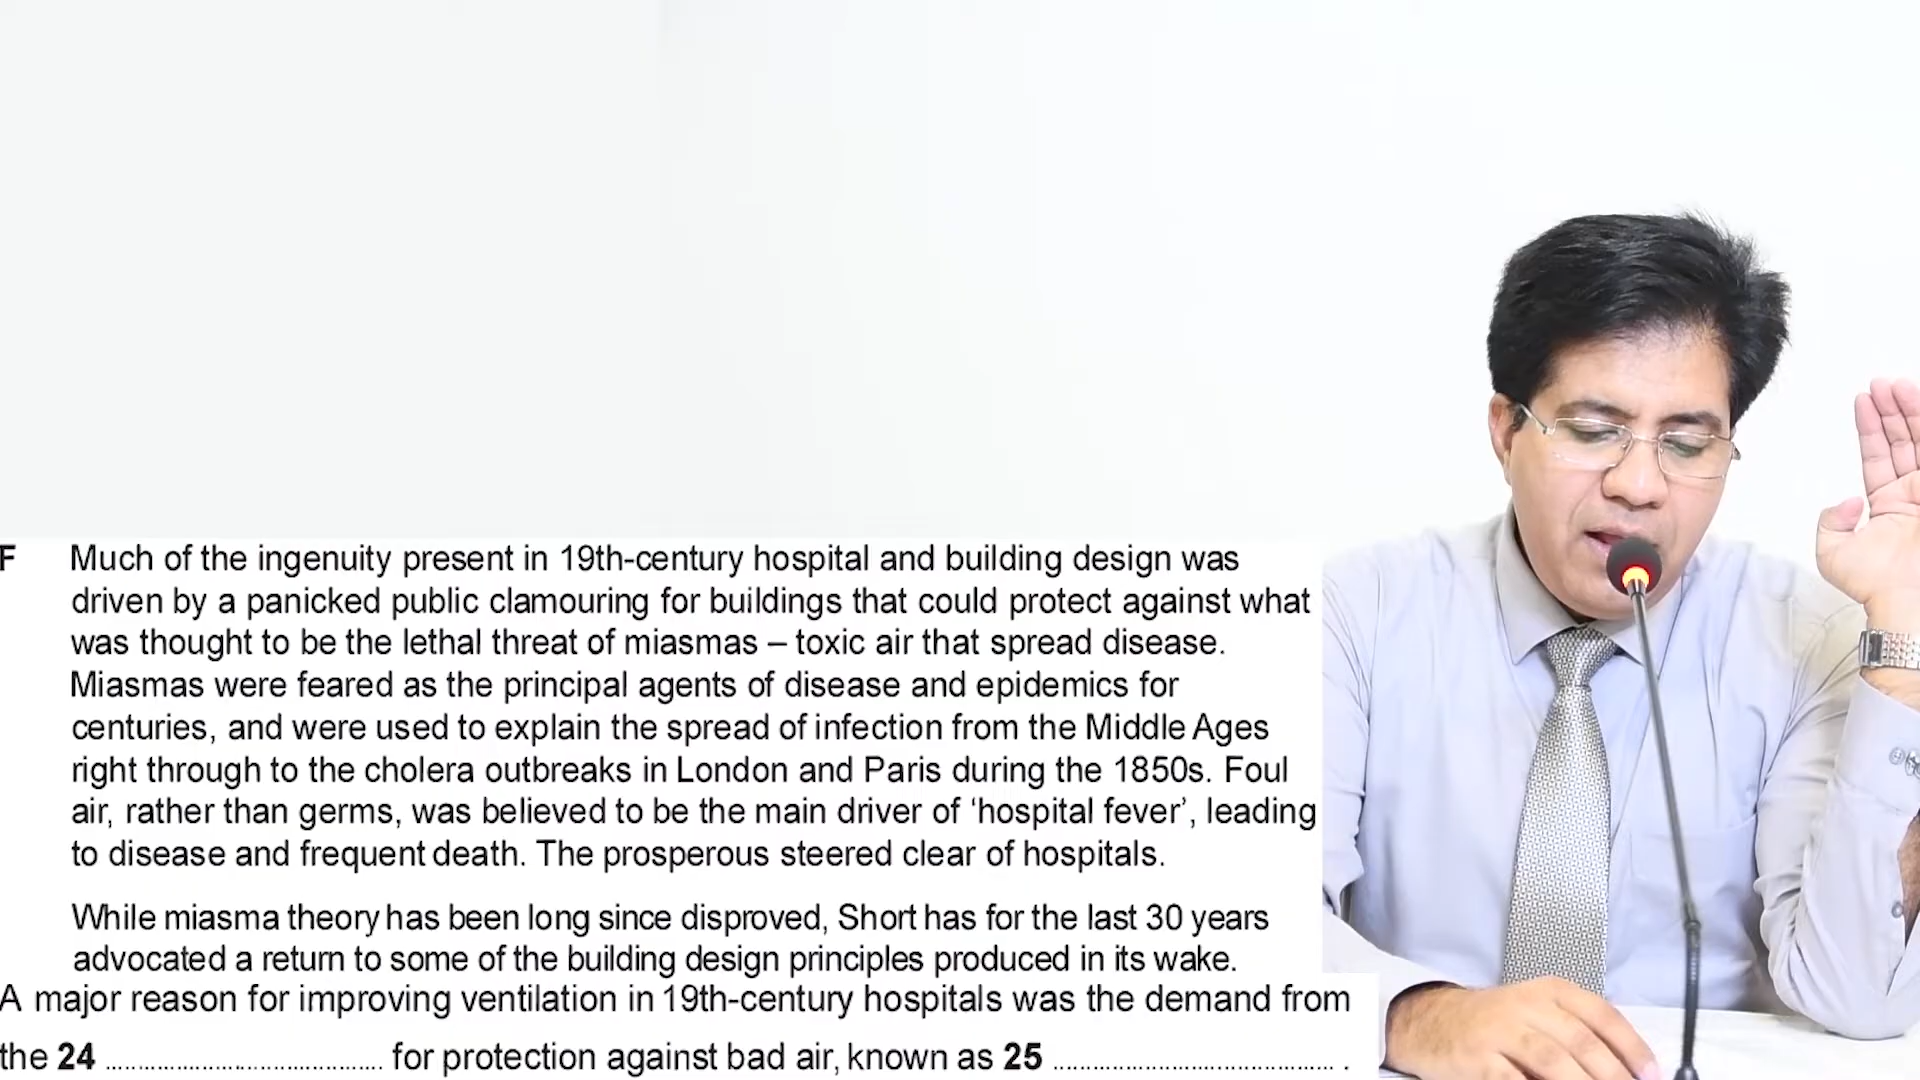 F Much of the ingenuity present in 19th-century hospital and building design was
driven by a panicked public clamouring for buildings that could protect against what
was thought to be the lethal threat of miasmas – toxic air that spread disease.
Miasmas were feared as the principal agents of disease and epidemics for
centuries, and were used to explain the spread of infection from the Middle Ages
right through to the cholera outbreaks in London and Paris during the 1850s. Foul
air, rather than germs, was believed to be the main driver of ‘hospital fever’, leading
to disease and frequent death. The prosperous steered clear of hospitals.
While miasma theory has been long since disproved, Short has for the last 30 years
advocated a return to some of the building design principles produced in its wake.
A major reason for improving ventilation in 19th-century hospitals was the demand from
the 24 ........................................ for protection against bad air, known as 25 ........................................ .